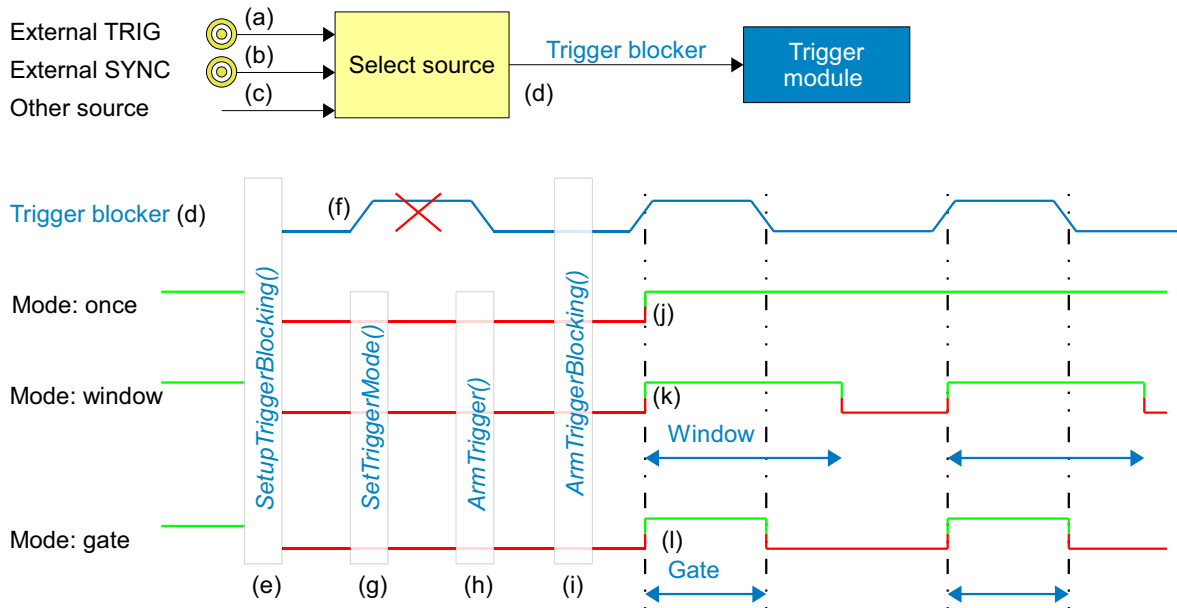 External TRIG
(a)
External SYNC
(b)
Other source
(c)
Select source
Trigger blocker
(d)
Trigger
module
Trigger blocker (d)
(f)
Mode: once
(j)
Mode: window
(k)
Window
Mode: gate
(l)
Gate
SetupTriggerBlocking()
SetTriggerMode()
ArmTrigger()
ArmTriggerBlocking()
(e)
(g)
(h)
(i)